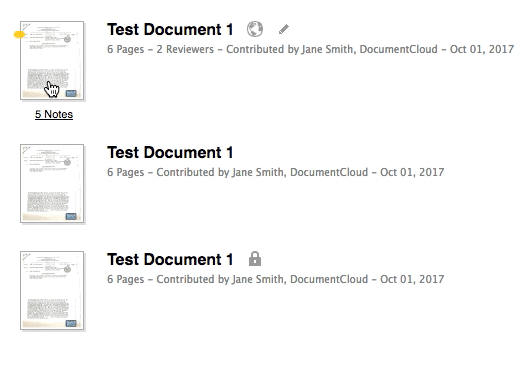 Test Document 1
6 Pages – 2 Reviewers – Contributed by Jane Smith, DocumentCloud – Oct 01, 2017
5 Notes
Test Document 1
6 Pages – Contributed by Jane Smith, DocumentCloud – Oct 01, 2017
Test Document 1
6 Pages – Contributed by Jane Smith, DocumentCloud – Oct 01, 2017